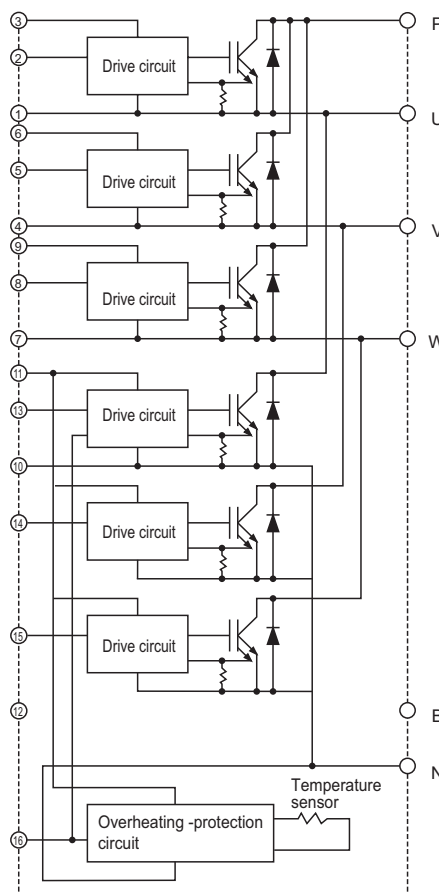 3
P
2
Drive circuit
1
U
6
5
Drive circuit
4
V
9
8
Drive circuit
7
W
11
13
Drive circuit
10
14
Drive circuit
15
Drive circuit
12
B
N
Temperature
sensor
Overheating -protection
circuit
16